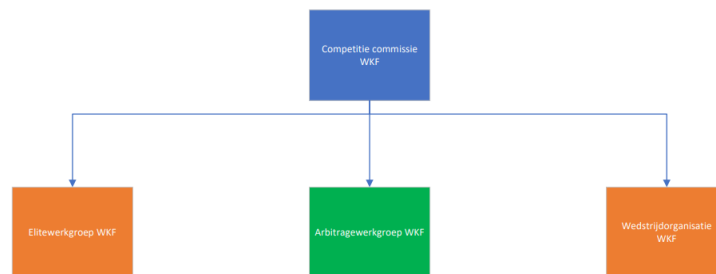 Competitie commissie
WKF
Elitewerkgroep WKF
Arbitragewerkgroep WKF
Wedstrijdorganisatie
WKF